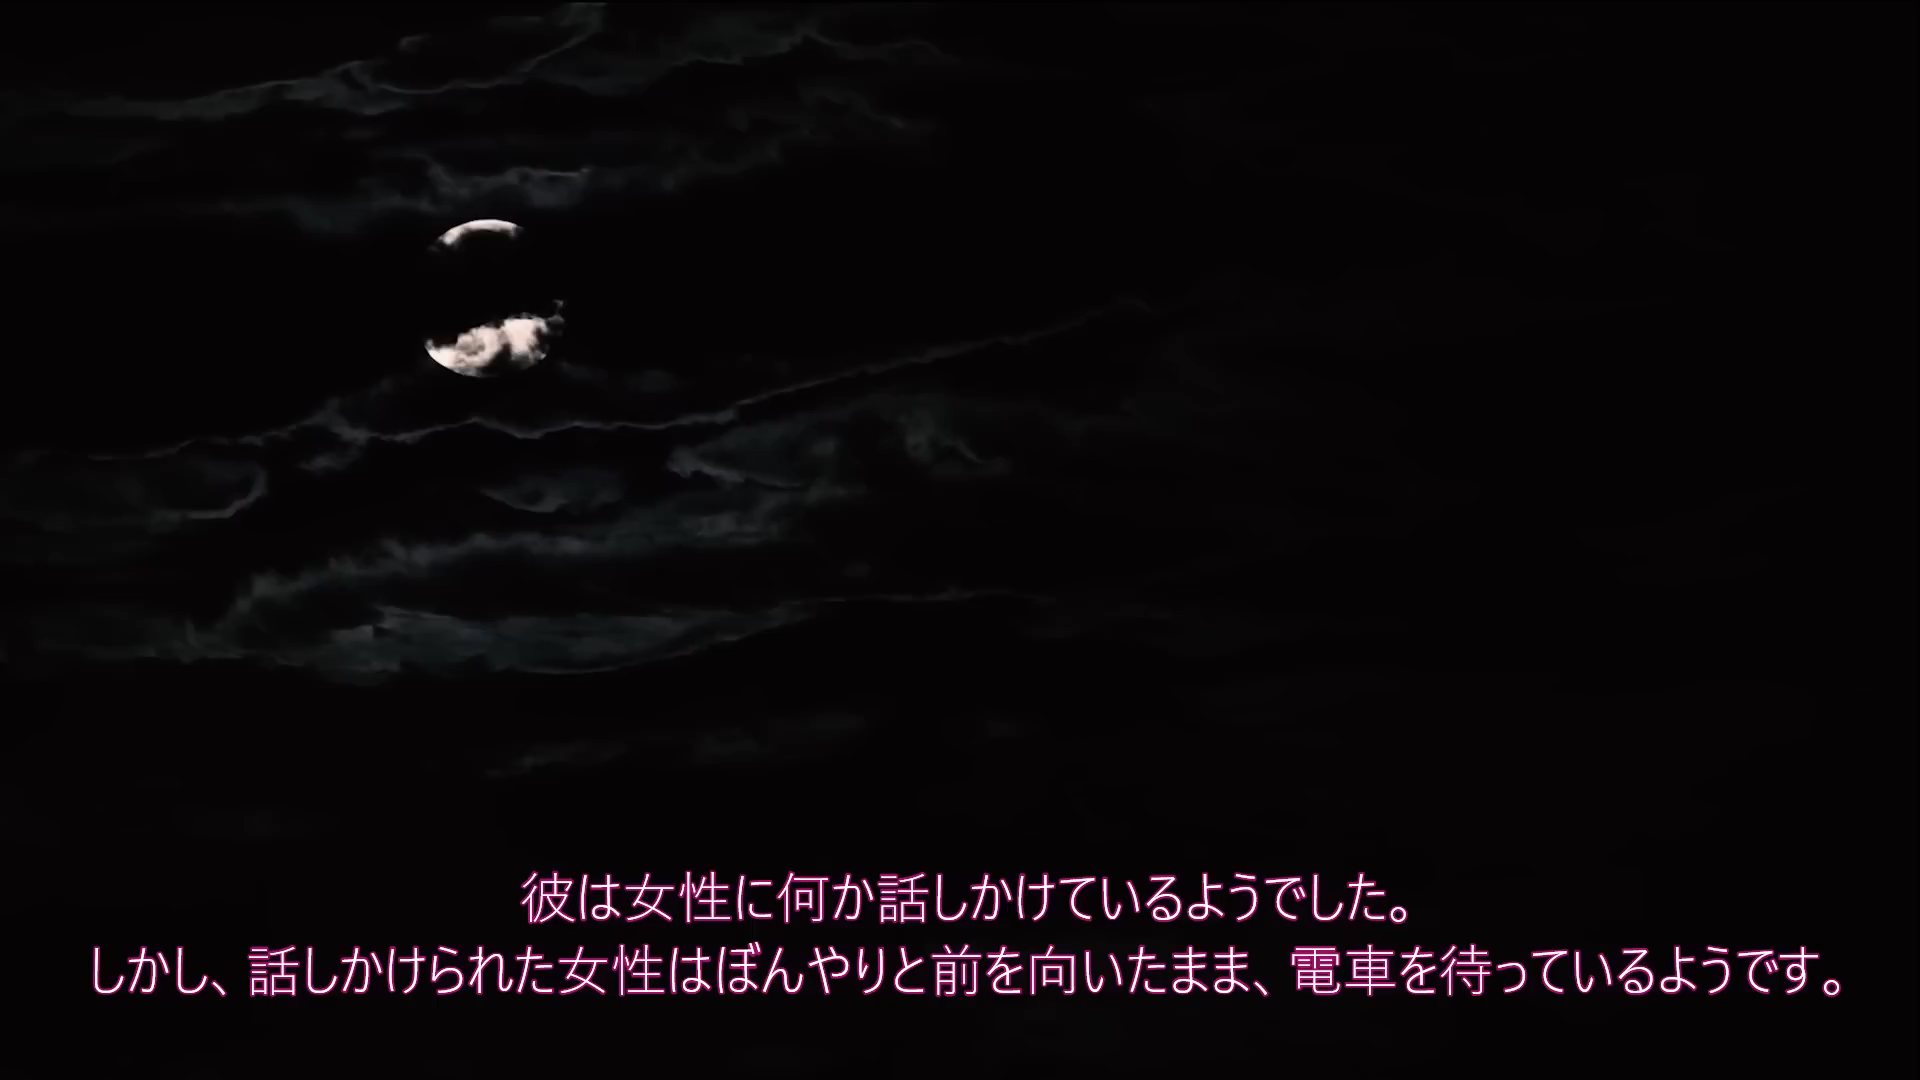 彼は女性に何か話しかけているようでした。
しかし、話しかけられた女性はぼんやりと前を向いたまま、電車を待っているようです。